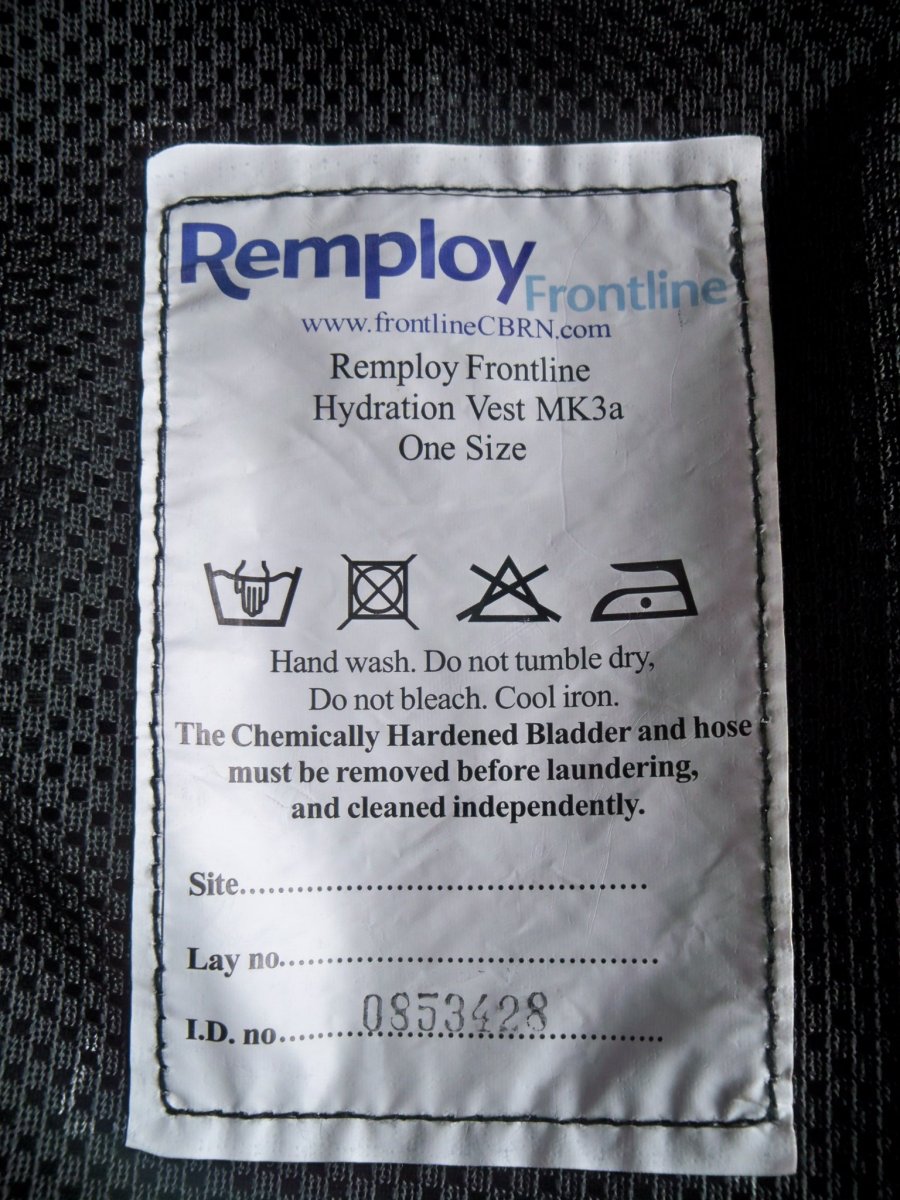 Remploy
Frontline
www.frontlineCBRN.com
Remploy Frontline
Hydration Vest MK3a
One Size
Hand wash. Do not tumble dry,
Do not bleach. Cool iron.
The Chemically Hardened Bladder and hose
must be removed before laundering,
and cleaned independently.
Site.................................................
Lay no.............................................
I.D. no........0853428..............